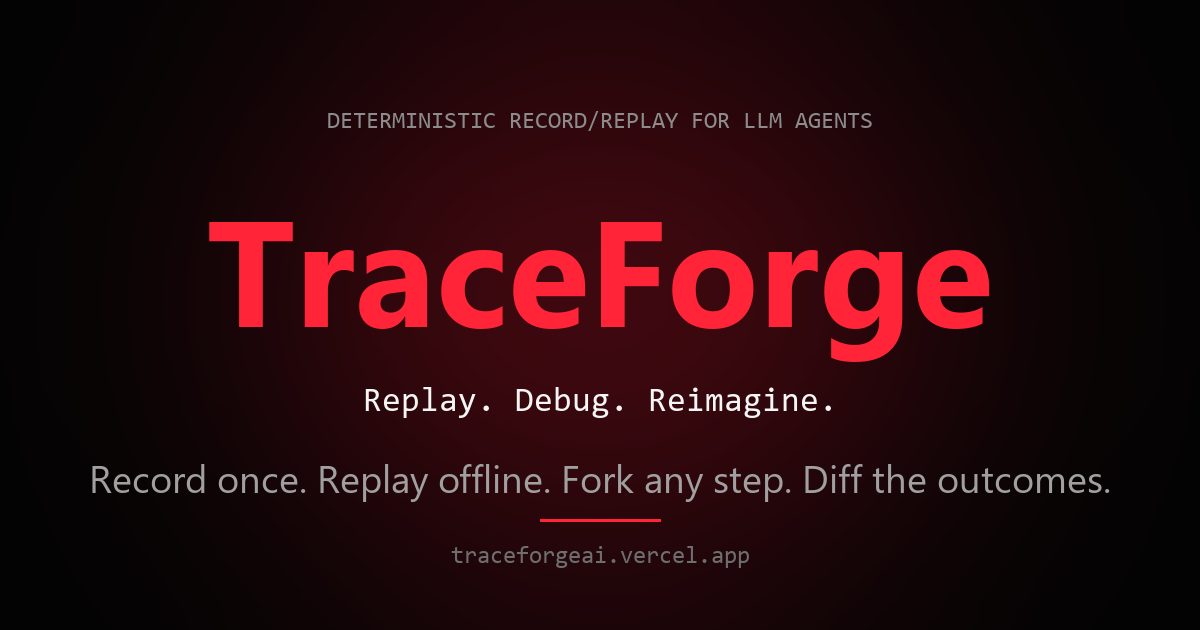 DETERMINISTIC RECORD/REPLAY FOR LLM AGENTS
TraceForge
Replay. Debug. Reimagine.
Record once. Replay offline. Fork any step. Diff the outcomes.
traceforgeai.vercel.app